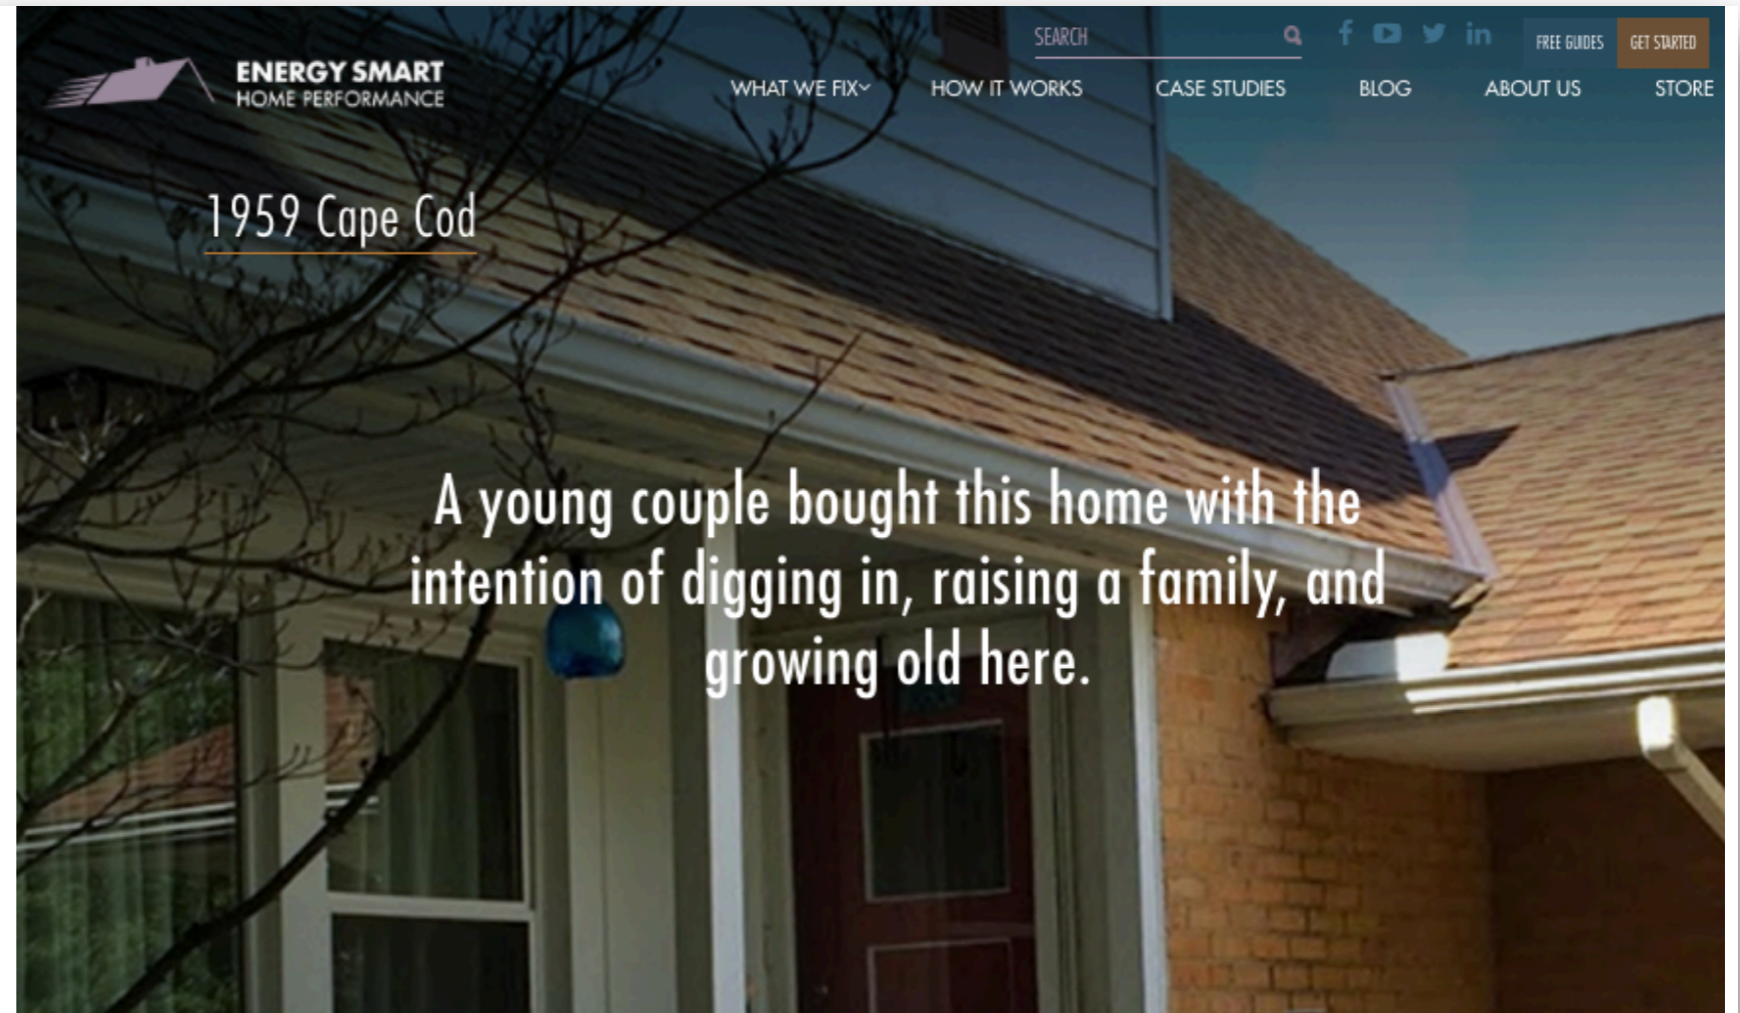 SEARCH
FREE GUIDES
GET STARTED
ENERGY SMART
HOME PERFORMANCE
WHAT WE FIX
HOW IT WORKS
CASE STUDIES
BLOG
ABOUT US
STORE
1959 Cape Cod
A young couple bought this home with the
intention of digging in, raising a family, and
growing old here.